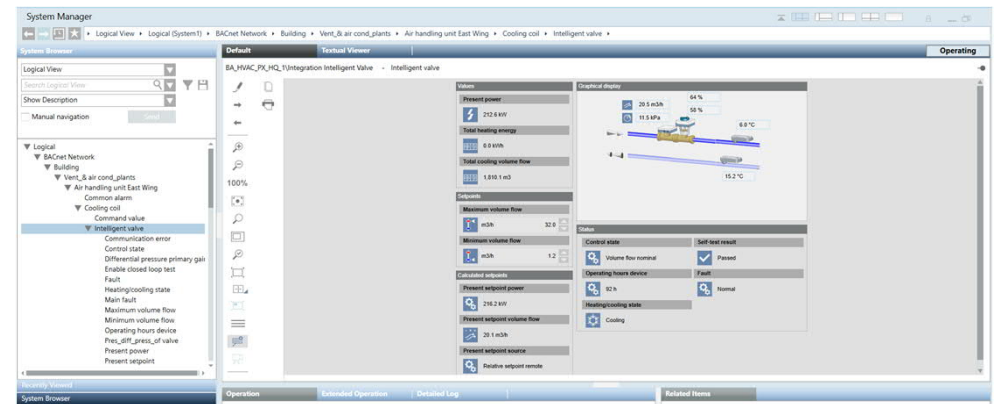 System Manager
Logical View • Logical (System1) • BACnet Network • Building • Vent_& air cond_plants • Air handling unit East Wing • Cooling coil • Intelligent valve •
System Browser
Default
Textual Viewer
Operating
Logical View
BA_HVAC_PX_HQ_1\Integration Intelligent Valve - Intelligent valve
Search Logical View
Show Description
Manual navigation
Send
Logical
BACnet Network
Building
Vent_& air cond_plants
Air handling unit East Wing
Common alarm
Cooling coil
Command value
Intelligent valve
Communication error
Control state
Differential pressure primary gain
Enable closed loop test
Fault
Heating/cooling state
Main fault
Maximum volume flow
Minimum volume flow
Operating hours device
Pres_diff_press_of valve
Present power
Present setpoint
Recently Viewed
System Browser
100%
Values
Present power
212.6 kW
Total heating energy
0.0 kWh
Total cooling volume flow
1,810.1 m3
Setpoints
Maximum volume flow
m3/h 32.0
Minimum volume flow
m3/h 1.2
Calculated setpoints
Present setpoint power
216.2 kW
Present setpoint volume flow
20.1 m3/h
Present setpoint source
Relative setpoint remote
Graphical display
20.5 m3/h
64 %
11.5 kPa
58 %
6.0 °C
15.2 °C
Status
Control state
Volume flow nominal
Self-test result
Passed
Operating hours device
92 h
Fault
Normal
Heating/cooling state
Cooling
Operation
Extended Operation
Detailed Log
Related Items